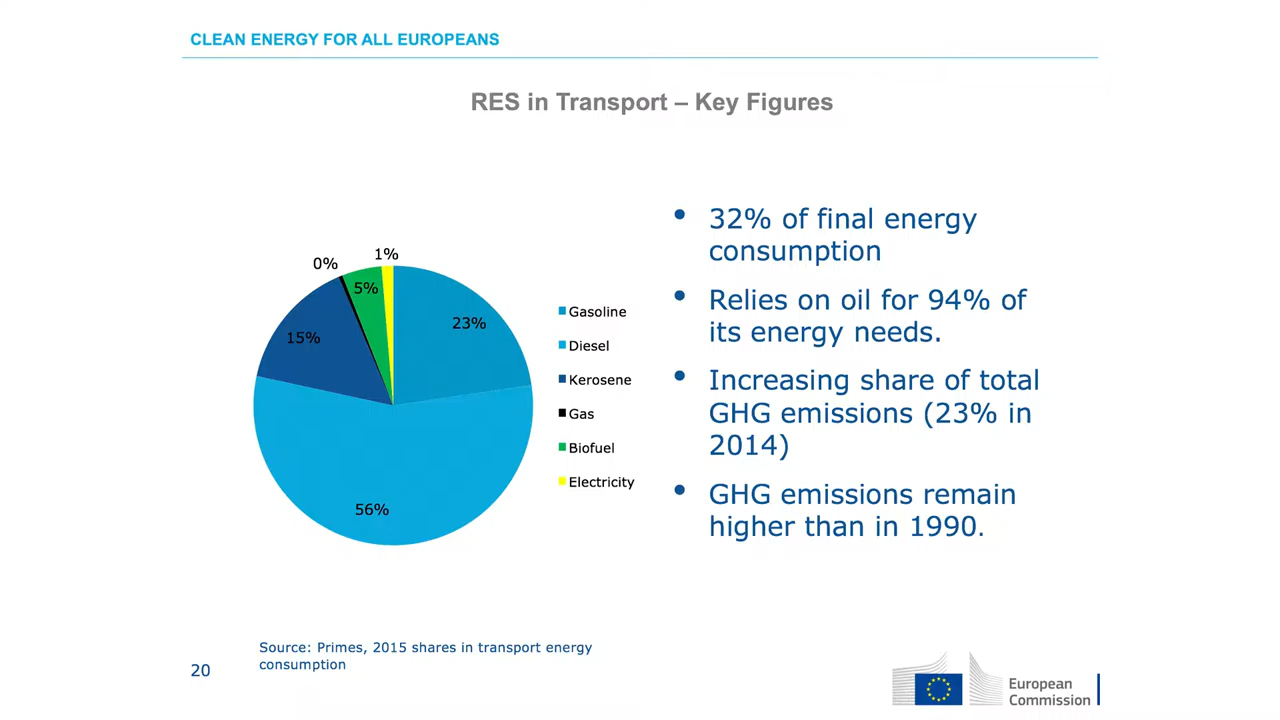 CLEAN ENERGY FOR ALL EUROPEANS
RES in Transport – Key Figures
0%
1%
5%
23%
15%
56%
Gasoline
Diesel
Kerosene
Gas
Biofuel
Electricity
• 32% of final energy
consumption
• Relies on oil for 94% of
its energy needs.
• Increasing share of total
GHG emissions (23% in
2014)
• GHG emissions remain
higher than in 1990.
Source: Primes, 2015 shares in transport energy
consumption
20
European
Commission